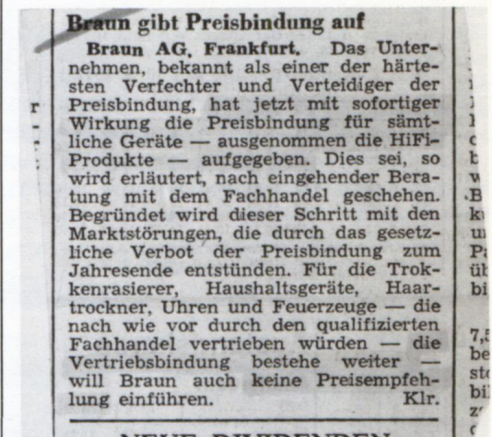 Braun gibt Preisbindung auf
Braun AG, Frankfurt. Das Unter-
nehmen, bekannt als einer der härte-
sten Verfechter und Verteidiger der
Preisbindung, hat jetzt mit sofortiger
Wirkung die Preisbindung für sämt-
liche Geräte — ausgenommen die HiFi-
Produkte — aufgegeben. Dies sei, so
wird erläutert, nach eingehender Bera-
tung mit dem Fachhandel geschehen.
Begründet wird dieser Schritt mit den
Marktstörungen, die durch das gesetz-
liche Verbot der Preisbindung zum
Jahresende entstünden. Für die Trok-
kenrasierer, Haushaltsgeräte, Haar-
trockner, Uhren und Feuerzeuge — die
nach wie vor durch den qualifizierten
Fachhandel vertrieben würden — die
Vertriebsbindung bestehe weiter —
will Braun auch keine Preisempfeh-
lung einführen. Klr.
NEUE DIVIDENDEN